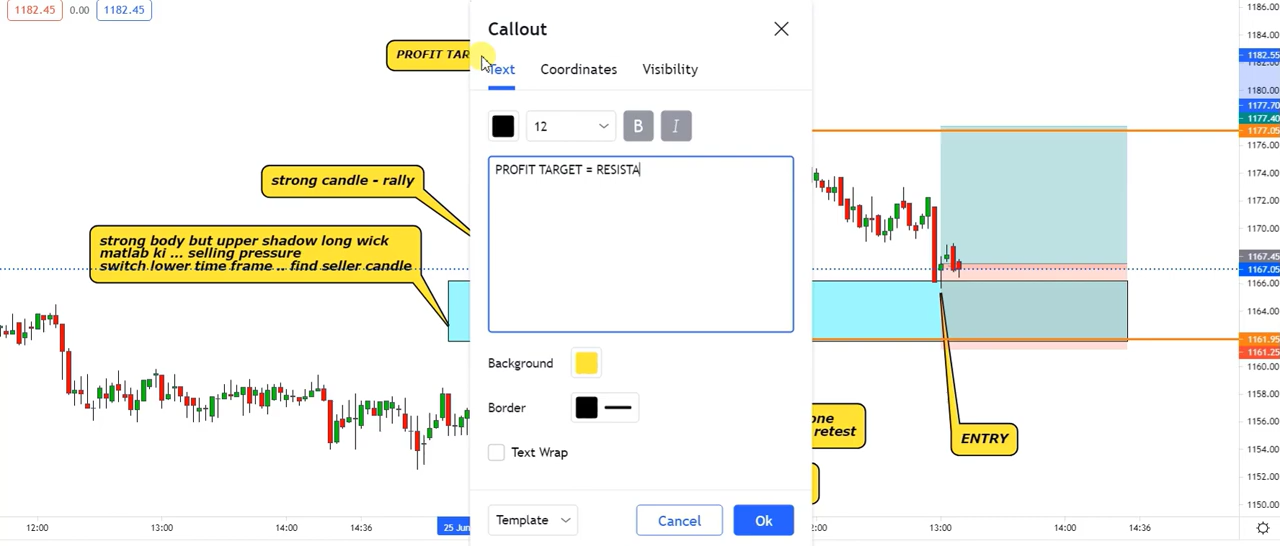 1182.45 0.00 1182.45
PROFIT TAR
Callout
Text Coordinates Visibility
12 B I
PROFIT TARGET = RESISTA
strong candle - rally
strong body but upper shadow long wick
matlab ki ... selling pressure
switch lower time frame .. find seller candle
Background
Border
Text Wrap
Template Cancel Ok
retest
ENTRY
1186.00
1184.00
1182.55
1182.00
1180.00
1177.70
1177.40
1177.05
1176.00
1174.00
1172.00
1170.00
1167.45
1167.05
1166.00
1164.00
1161.95
1161.25
1160.00
1158.00
1156.00
1154.00
1152.00
1150.00
12:00 13:00 14:00 14:36 25 Jun 13:00 14:00 14:36